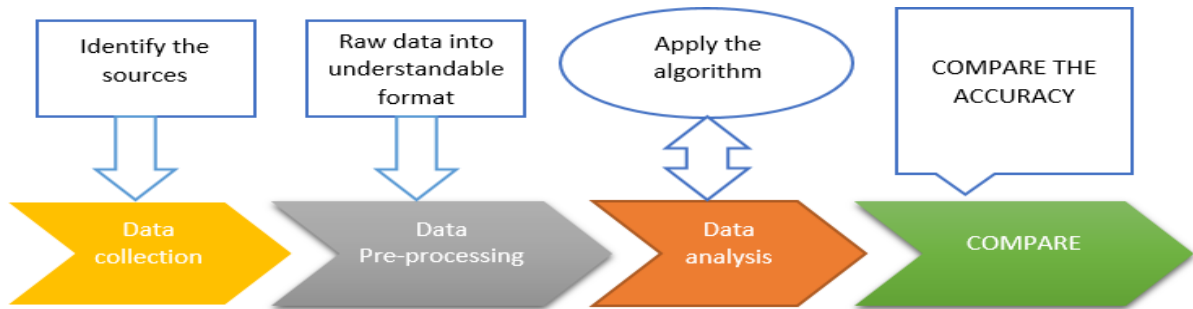 Identify the
sources
Raw data into
understandable
format
Apply the
algorithm
COMPARE THE
ACCURACY
Data
collection
Data
Pre-processing
Data
analysis
COMPARE